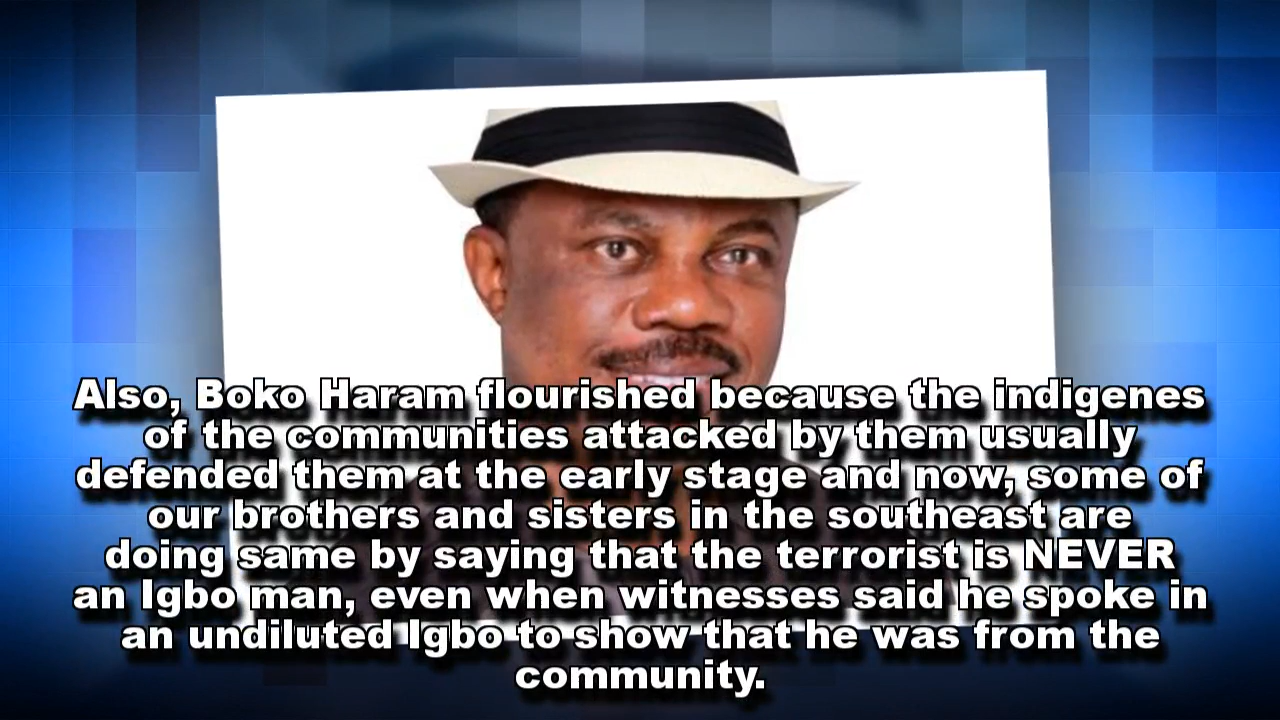 Also, Boko Haram flourished because the indigenes
of the communities attacked by them usually
defended them at the early stage and now, some of
our brothers and sisters in the southeast are
doing same by saying that the terrorist is NEVER
an Igbo man, even when witnesses said he spoke in
an undiluted Igbo to show that he was from the
community.